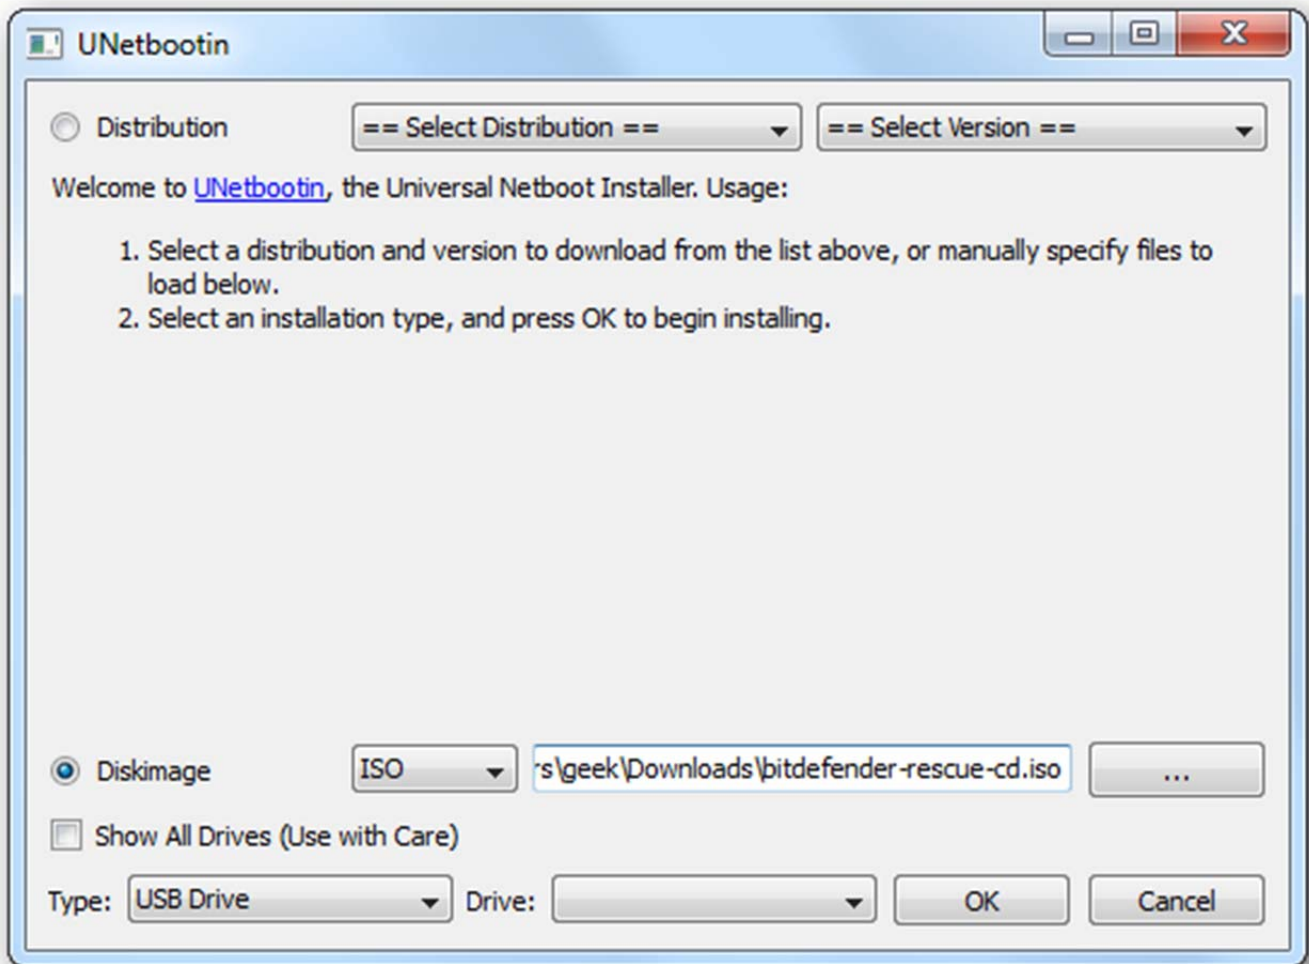 UNetbootin
Distribution
== Select Distribution ==
== Select Version ==
Welcome to UNetbootin, the Universal Netboot Installer. Usage:
1. Select a distribution and version to download from the list above, or manually specify files to
load below.
2. Select an installation type, and press OK to begin installing.
Diskimage
ISO
rs\geek\Downloads\bitdefender-rescue-cd.iso
...
Show All Drives (Use with Care)
Type:
USB Drive
Drive:
OK
Cancel